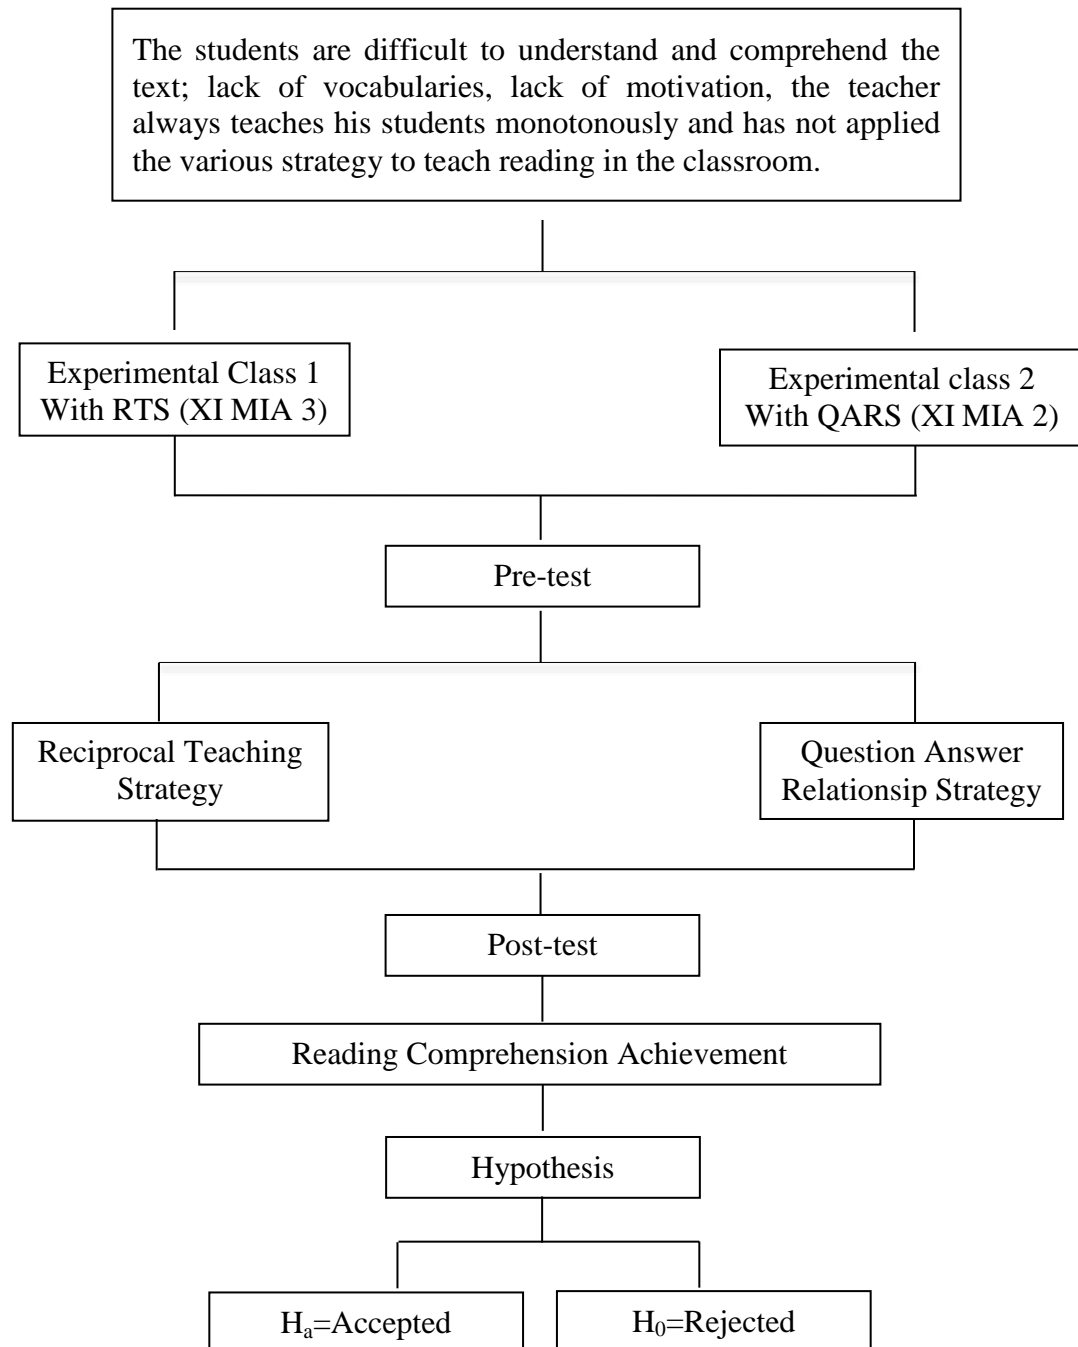 The students are difficult to understand and comprehend the
text; lack of vocabularies, lack of motivation, the teacher
always teaches his students monotonously and has not applied
the various strategy to teach reading in the classroom.
Experimental Class 1
With RTS (XI MIA 3)
Experimental class 2
With QARS (XI MIA 2)
Pre-test
Reciprocal Teaching
Strategy
Question Answer
Relationsip Strategy
Post-test
Reading Comprehension Achievement
Hypothesis
Hₐ=Accepted
H₀=Rejected